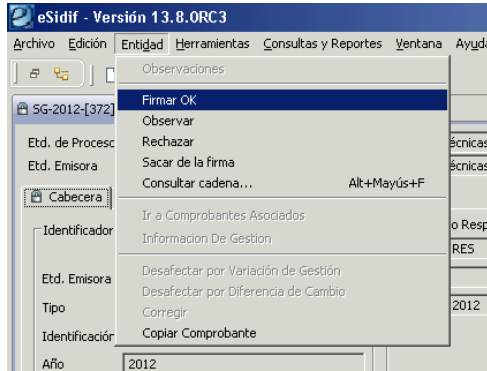 eSidif - Versión 13.8.0RC3
Archivo Edición Entidad Herramientas Consultas y Reportes Ventana
Observaciones
SG-2012-[372]
Firmar OK
Observar
Etd. de
Rechazar
Etd. Emisora
Sacar de la firma
Consultar cadena... Alt+Mayús+F
Cabecera
Ir a Comprobantes Asociados
Identificador
Informacion De Gestion
RES
Etd. Emisora
Desafectar por Variación de Gestión
Desafectar por Diferencia de Cambio
Tipo
2012
Corregir
Identificación
Copiar Comprobante
Año 2012